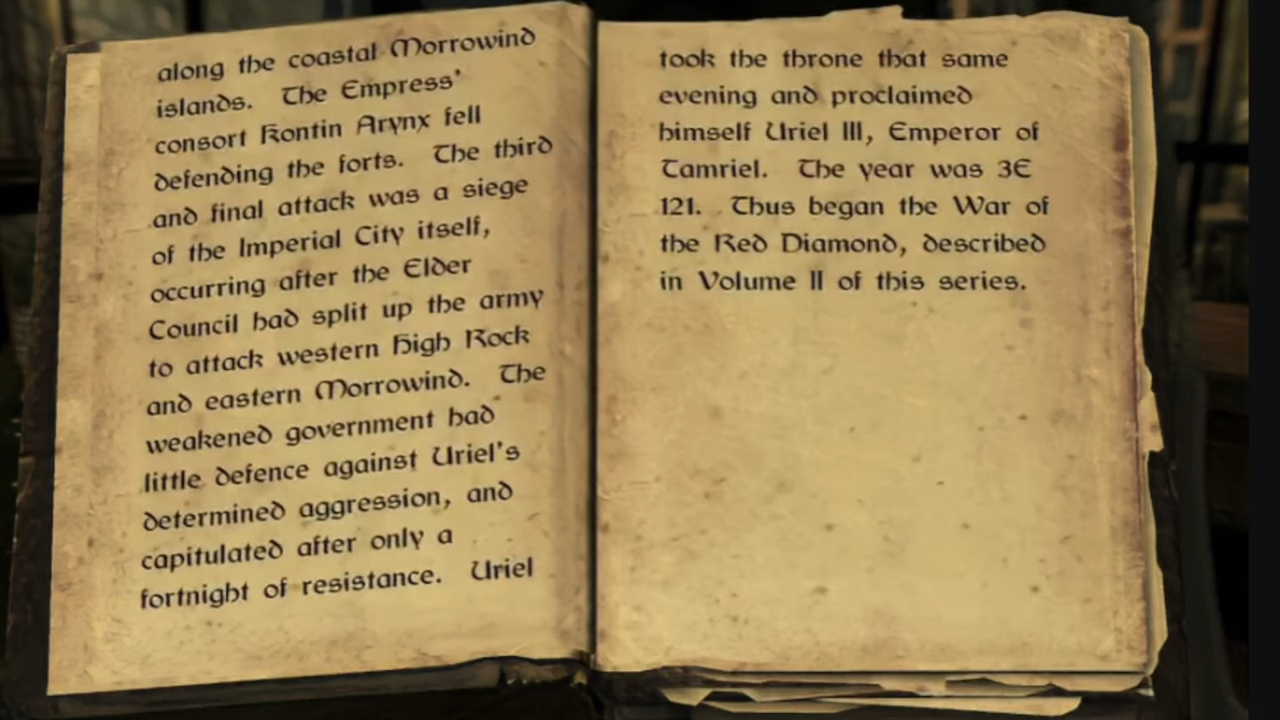 along the coastal Morrowind
islands. The Empress'
consort Kontin Arynx fell
defending the forts. The third
and final attack was a siege
of the Imperial City itself,
occurring after the Elder
Council had split up the army
to attack western High Rock
and eastern Morrowind. The
weakened government had
little defence against Uriel's
determined aggression, and
capitulated after only a
fortnight of resistance. Uriel
took the throne that same
evening and proclaimed
himself Uriel III, Emperor of
Tamriel. The year was 3E
121. Thus began the War of
the Red Diamond, described
in Volume II of this series.